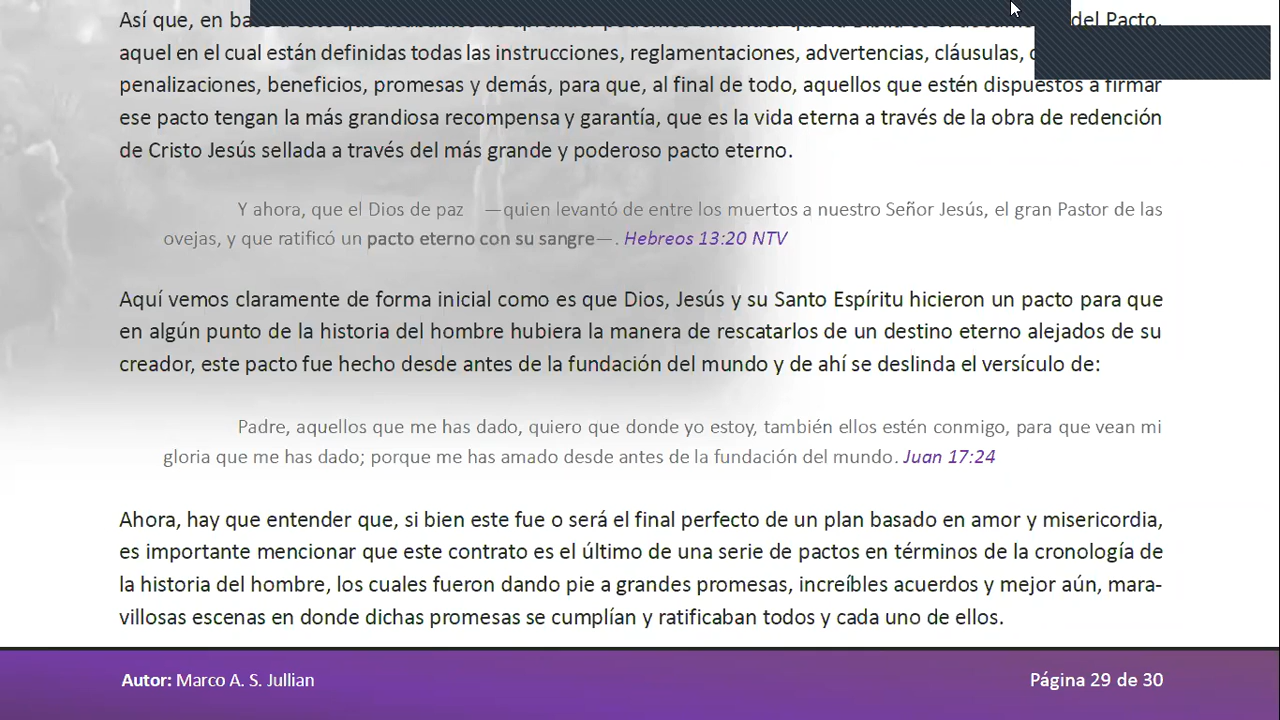 Así que, en del Pacto,
aquel en el cual están definidas todas las instrucciones, reglamentaciones, advertencias, cláusulas,
penalizaciones, beneficios, promesas y demás, para que, al final de todo, aquellos que estén dispuestos a firmar
ese pacto tengan la más grandiosa recompensa y garantía, que es la vida eterna a través de la obra de redención
de Cristo Jesús sellada a través del más grande y poderoso pacto eterno.
Y ahora, que el Dios de paz —quien levantó de entre los muertos a nuestro Señor Jesús, el gran Pastor de las
ovejas, y que ratificó un pacto eterno con su sangre—. Hebreos 13:20 NTV
Aquí vemos claramente de forma inicial como es que Dios, Jesús y su Santo Espíritu hicieron un pacto para que
en algún punto de la historia del hombre hubiera la manera de rescatarlos de un destino eterno alejados de su
creador, este pacto fue hecho desde antes de la fundación del mundo y de ahí se deslinda el versículo de:
Padre, aquellos que me has dado, quiero que donde yo estoy, también ellos estén conmigo, para que vean mi
gloria que me has dado; porque me has amado desde antes de la fundación del mundo. Juan 17:24
Ahora, hay que entender que, si bien este fue o será el final perfecto de un plan basado en amor y misericordia,
es importante mencionar que este contrato es el último de una serie de pactos en términos de la cronología de
la historia del hombre, los cuales fueron dando pie a grandes promesas, increíbles acuerdos y mejor aún, mara-
villosas escenas en donde dichas promesas se cumplían y ratificaban todos y cada uno de ellos.
Autor: Marco A. S. Jullian
Página 29 de 30